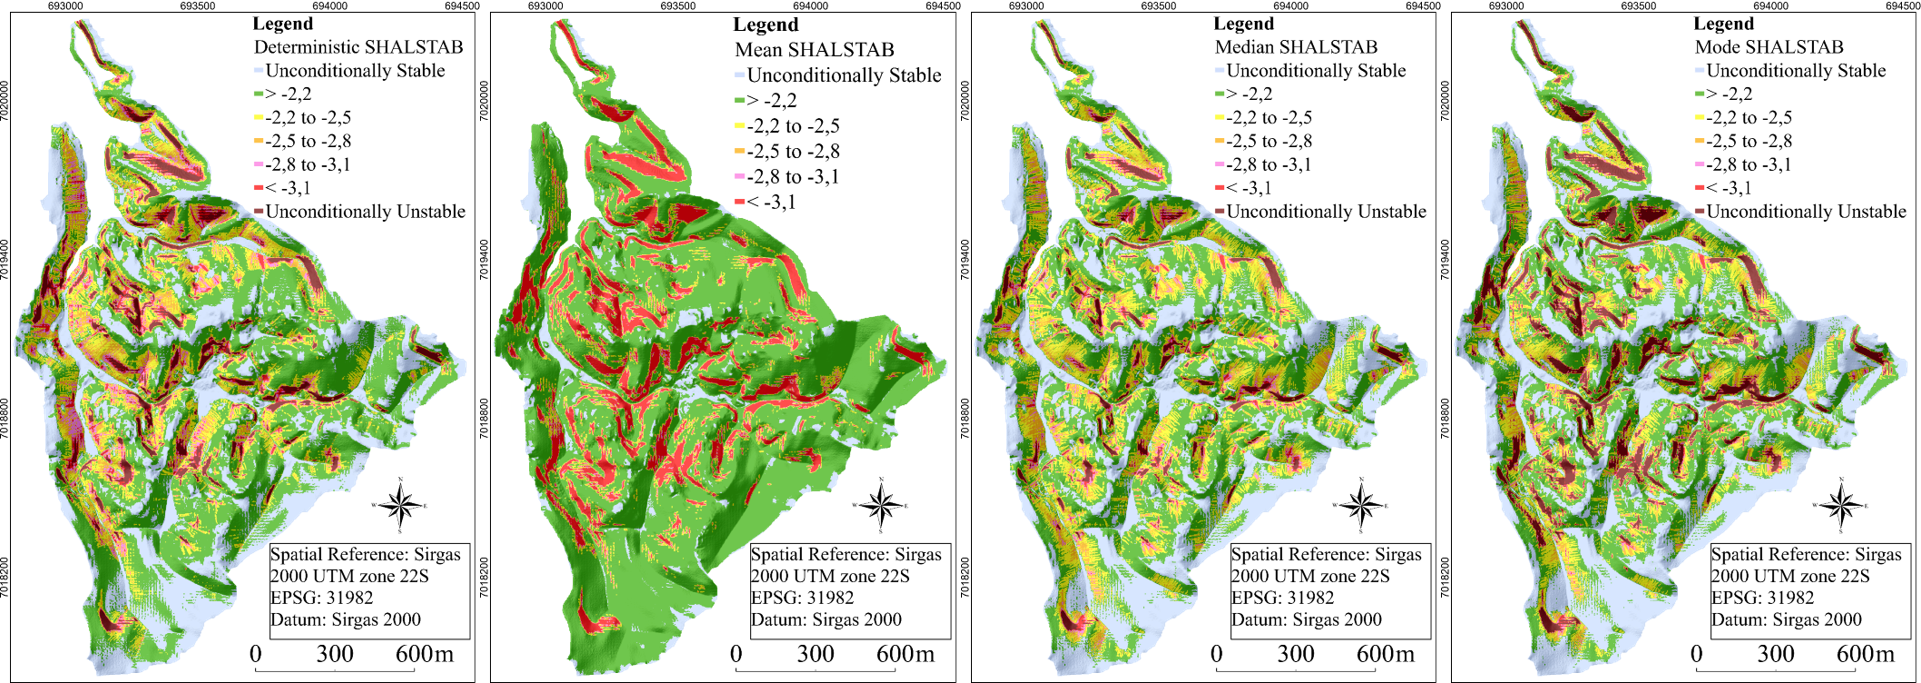 693000 693500 694000 694500
7020000
7019400
7018800
7018200
Legend
Deterministic SHALSTAB
Unconditionally Stable
> -2,2
-2,2 to -2,5
-2,5 to -2,8
-2,8 to -3,1
< -3,1
Unconditionally Unstable
N
W E
S
Spatial Reference: Sirgas
2000 UTM zone 22S
EPSG: 31982
Datum: Sirgas 2000
0 300 600m
693000 693500 694000 694500
7020000
7019400
7018800
7018200
Legend
Mean SHALSTAB
Unconditionally Stable
> -2,2
-2,2 to -2,5
-2,5 to -2,8
-2,8 to -3,1
< -3,1
N
W E
S
Spatial Reference: Sirgas
2000 UTM zone 22S
EPSG: 31982
Datum: Sirgas 2000
0 300 600m
693000 693500 694000 694500
7020000
7019400
7018800
7018200
Legend
Median SHALSTAB
Unconditionally Stable
> -2,2
-2,2 to -2,5
-2,5 to -2,8
-2,8 to -3,1
< -3,1
Unconditionally Unstable
N
W E
S
Spatial Reference: Sirgas
2000 UTM zone 22S
EPSG: 31982
Datum: Sirgas 2000
0 300 600m
693000 693500 694000 694500
7020000
7019400
7018800
7018200
Legend
Mode SHALSTAB
Unconditionally Stable
> -2,2
-2,2 to -2,5
-2,5 to -2,8
-2,8 to -3,1
< -3,1
Unconditionally Unstable
N
W E
S
Spatial Reference: Sirgas
2000 UTM zone 22S
EPSG: 31982
Datum: Sirgas 2000
0 300 600m